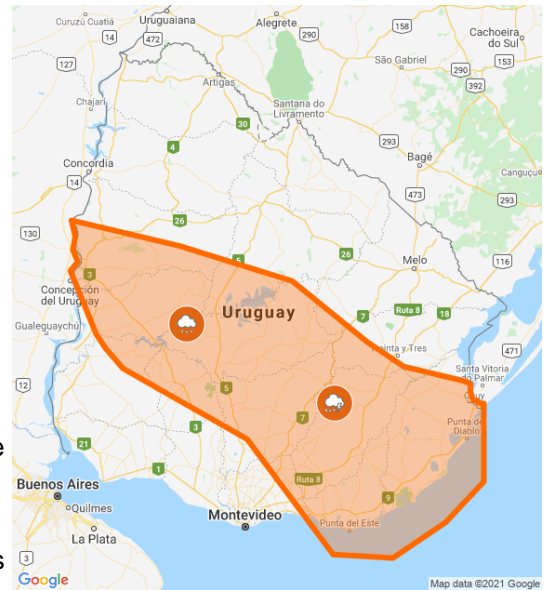 Curuzú Cuatiá
Uruguaiana
Alegrete
Cachoeira
do Sul
14
472
290
158
São Gabriel
290
153
392
127
Artigas
Chajarí
Santana do
Livramento
30
4
293
Bagé
Concordia
14
Canguçu
473
293
130
26
5
26
Melo
116
3
Concepción
del Uruguay
Uruguay
Ruta 8
18
7
Gualeguaychú
471
Santa Vitoria
do Palmar
Chuy
12
5
7
Punta del
Diablo
3
e
21
1
Ruta 8
9
Buenos Aires
Quilmes
Montevideo
Punta del Este
La Plata
3
s
Google
Map data ©2021 Google